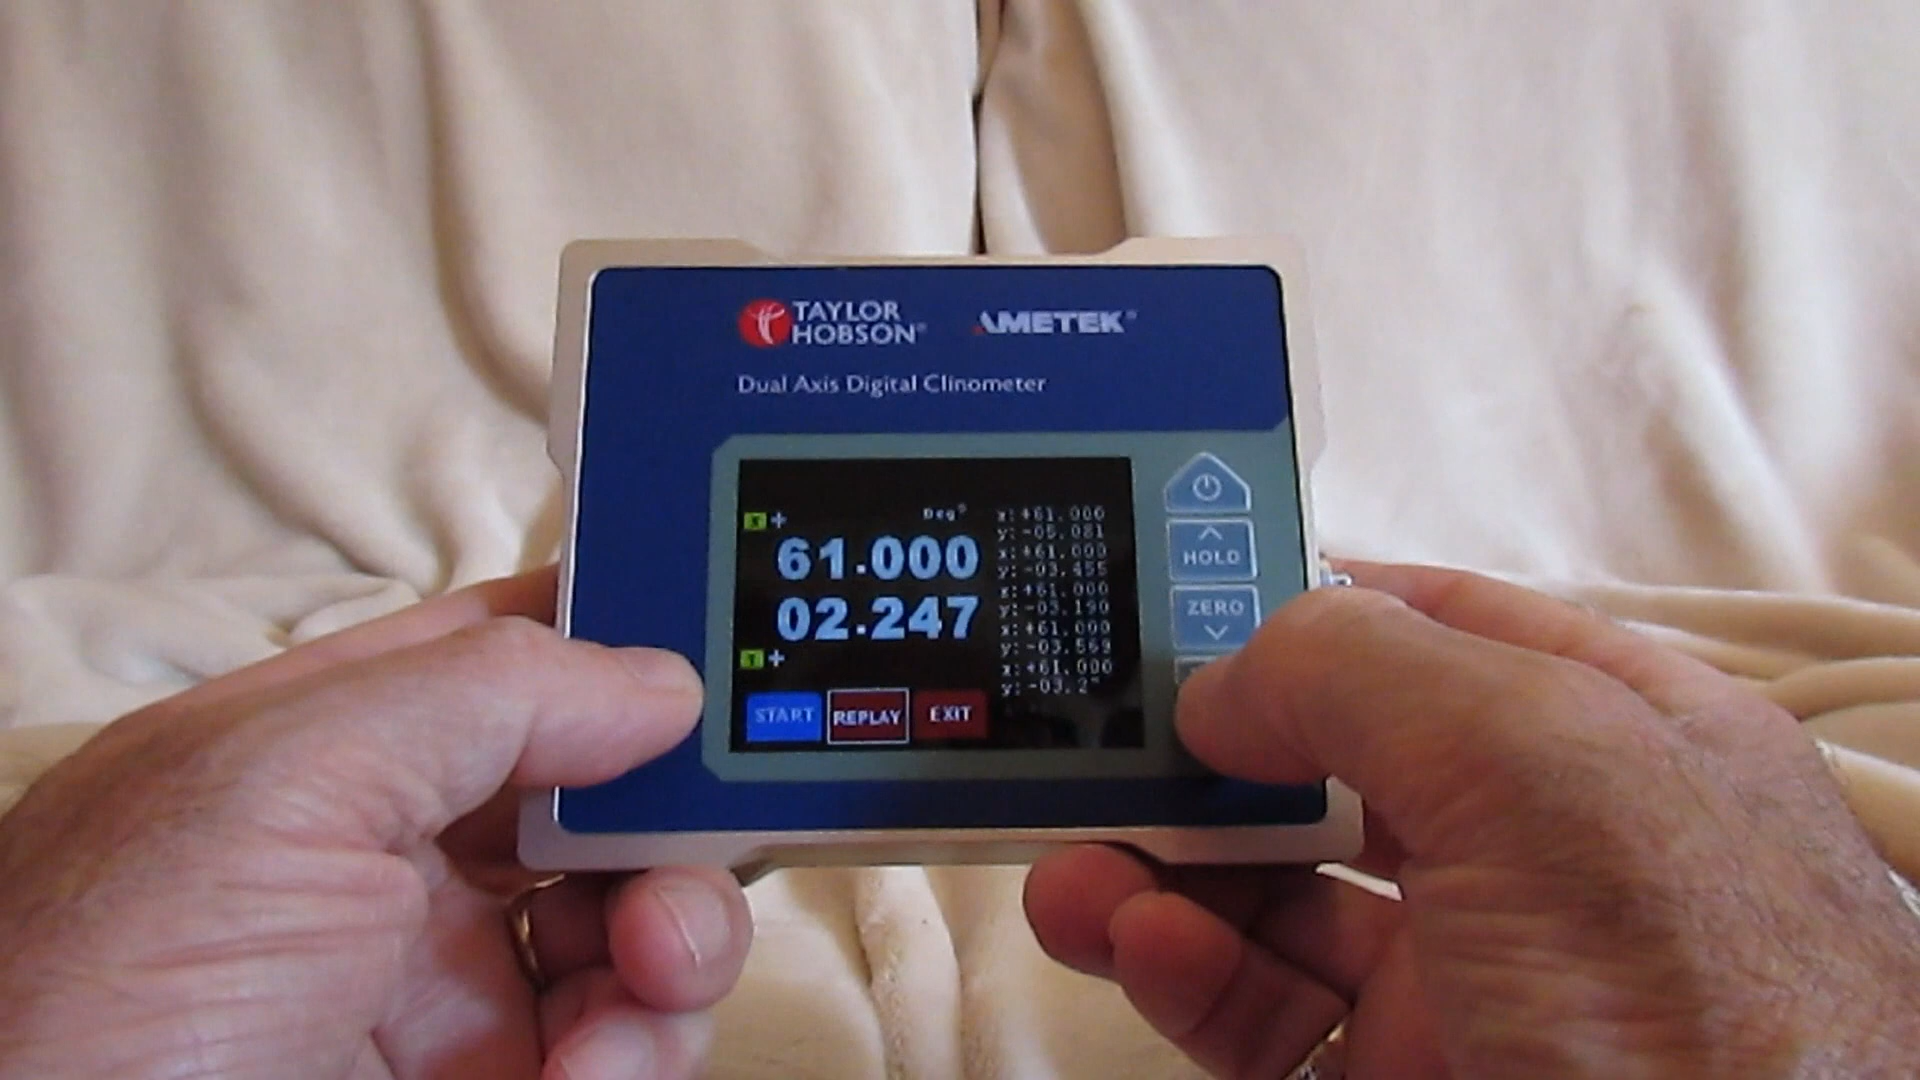 TAYLOR
HOBSON®
AMETEK®
Dual Axis Digital Clinometer
X +
Deg°
61.000
02.247
Y +
x:+61.000
y:-05.081
x:+61.000
y:-03.455
x:+61.000
y:-03.190
x:+61.000
y:-03.569
x:+61.000
y:-03.2
START
REPLAY
EXIT
HOLD
ZERO